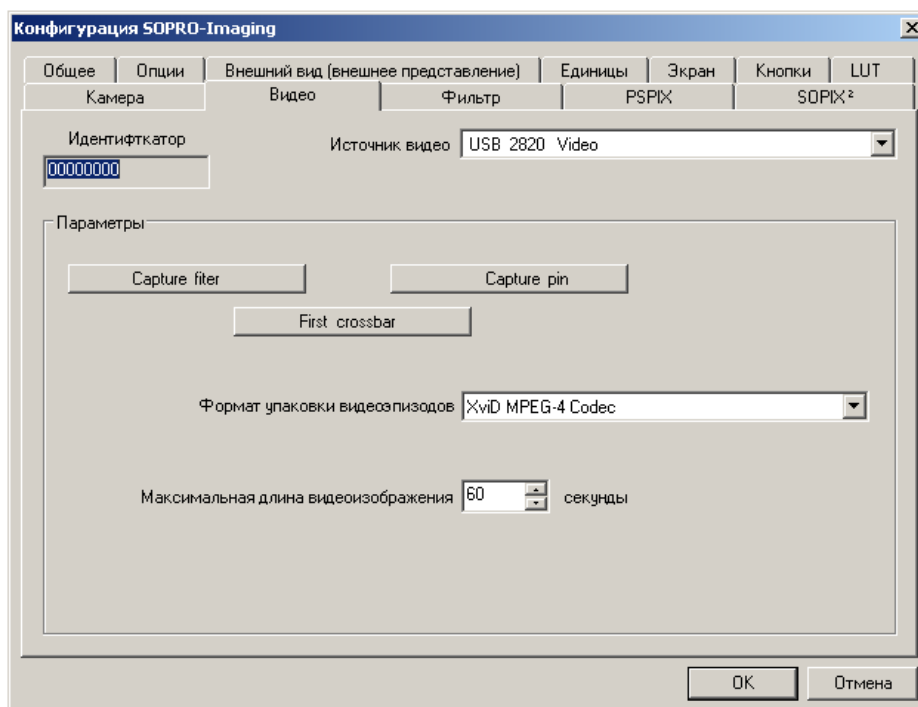 Конфигурация SOPRO-Imaging
Общее Опции Внешний вид (внешнее представление) Единицы Экран Кнопки LUT
Камера Видео Фильтр PSPIX SOPIX²
Идентифткатор
Источник видео USB 2820 Video
00000000
Параметры
Capture fiter Capture pin
First crossbar
Формат упаковки видеоэпизодов XviD MPEG-4 Codec
Максимальная длина видеоизображения 60 секунды
OK Отмена